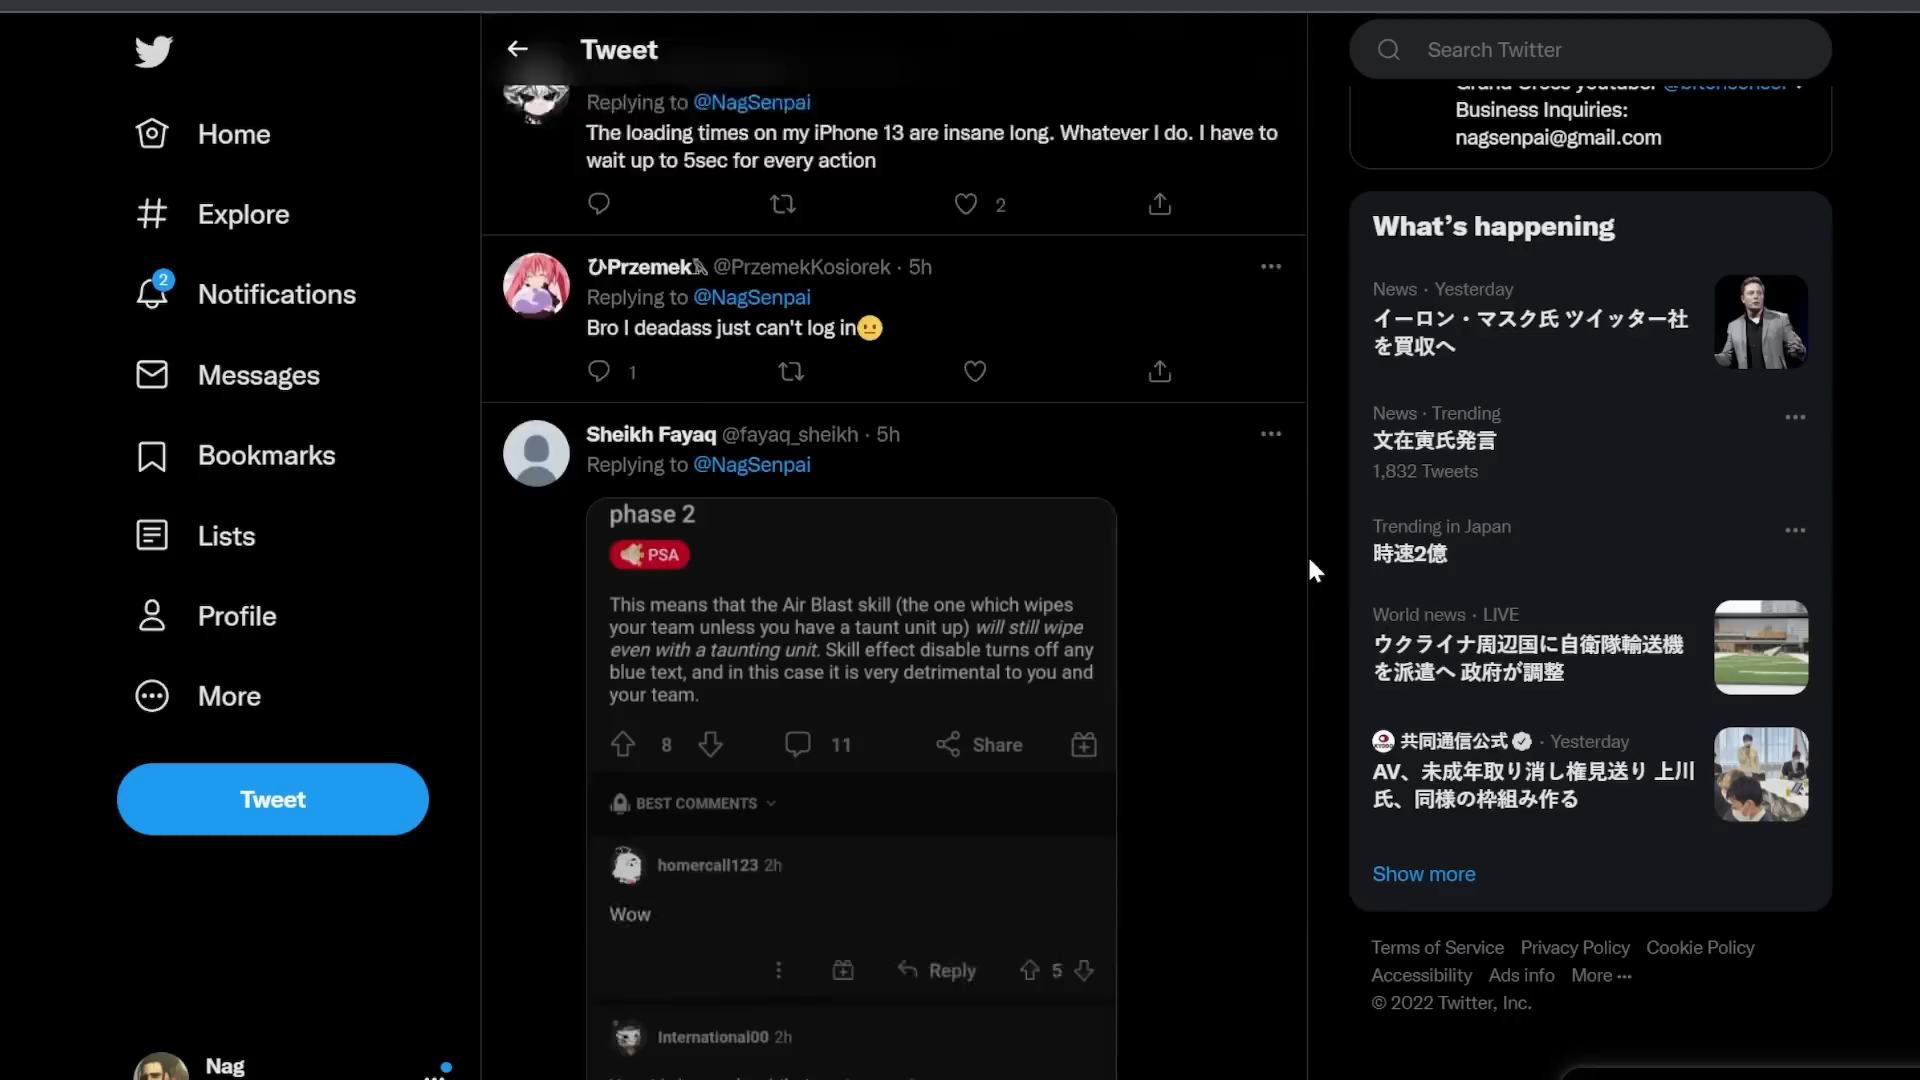 Home
Explore
2
Notifications
Messages
Bookmarks
Lists
Profile
More
Tweet
Nag
Tweet
Replying to @NagSenpai
The loading times on my iPhone 13 are insane long. Whatever I do. I have to
wait up to 5sec for every action
2
ひPrzemek @PrzemekKosiorek · 5h
Replying to @NagSenpai
Bro I deadass just can't log in😐
1
Sheikh Fayaq @fayaq_sheikh · 5h
Replying to @NagSenpai
phase 2
PSA
This means that the Air Blast skill (the one which wipes
your team unless you have a taunt unit up) will still wipe
even with a taunting unit. Skill effect disable turns off any
blue text, and in this case it is very detrimental to you and
your team.
8
11
Share
BEST COMMENTS
homercall123 2h
Wow
Reply
5
International00 2h
Search Twitter
Business Inquiries:
nagsenpai@gmail.com
What's happening
News · Yesterday
イーロン・マスク氏 ツイッター社
を買収へ
News · Trending
文在寅氏発言
1,832 Tweets
Trending in Japan
時速2億
World news · LIVE
ウクライナ周辺国に自衛隊輸送機
を派遣へ 政府が調整
共同通信公式 · Yesterday
AV、未成年取り消し権見送り 上川
氏、同様の枠組み作る
Show more
Terms of Service Privacy Policy Cookie Policy
Accessibility Ads info More ···
© 2022 Twitter, Inc.